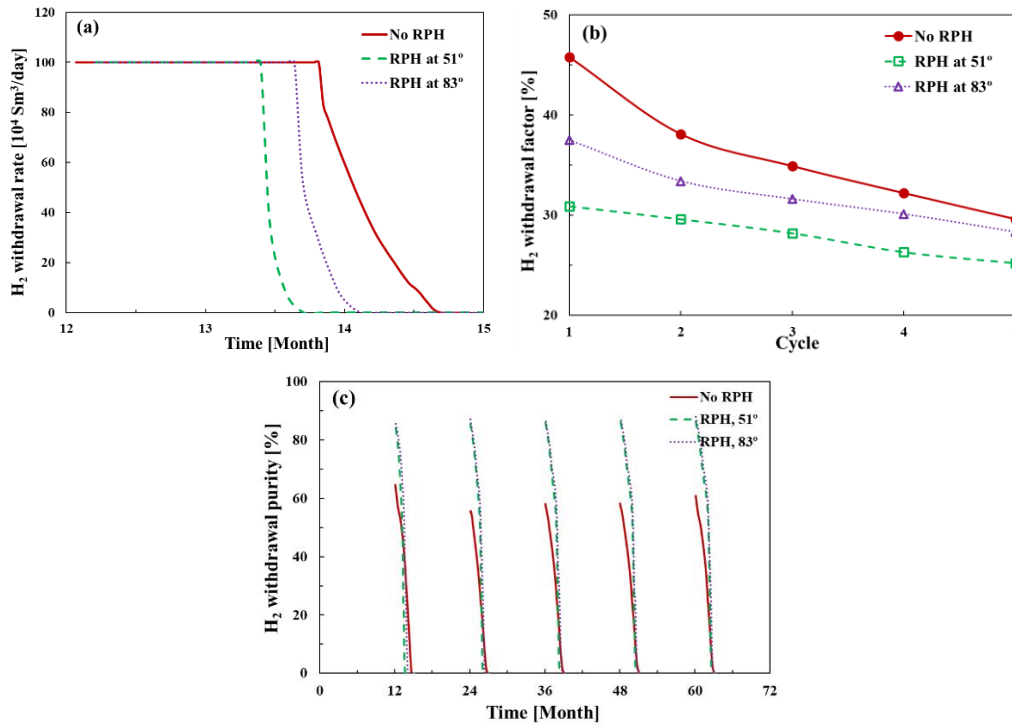 (a)
No RPH
RPH at 51º
RPH at 83º
H₂ withdrawal rate [10⁴ Sm³/day]
120
100
80
60
40
20
0
12
13
14
15
Time [Month]
(b)
No RPH
RPH at 51º
RPH at 83º
H₂ withdrawal factor [%]
50
40
30
20
1
2
3
4
Cycle
(c)
No RPH
RPH, 51º
RPH, 83º
H₂ withdrawal purity [%]
100
80
60
40
20
0
0
12
24
36
48
60
72
Time [Month]